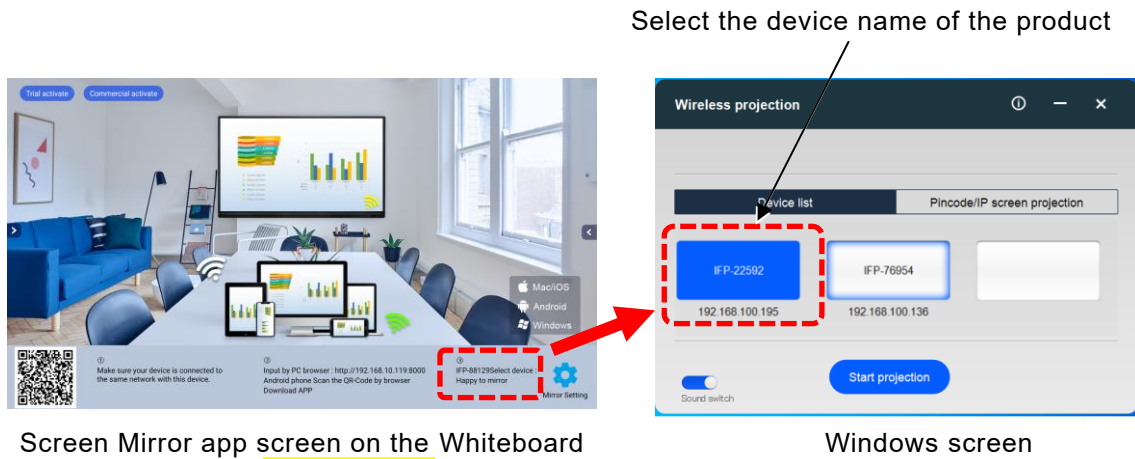 Select the device name of the product
Trial activate
Commercial activate
Mac/iOS
Android
Windows
①
Make sure your device is connected to
the same network with this device.
②
Input by PC browser : http://192.168.10.119:8000
Android phone Scan the QR-Code by browser
Download APP
③
IFP-88129Select device :
Happy to mirror
Mirror Setting
Wireless projection
Device list
Pincode/IP screen projection
IFP-22592
IFP-76954
192.168.100.195
192.168.100.136
Start projection
Sound switch
Screen Mirror app screen on the Whiteboard
Windows screen